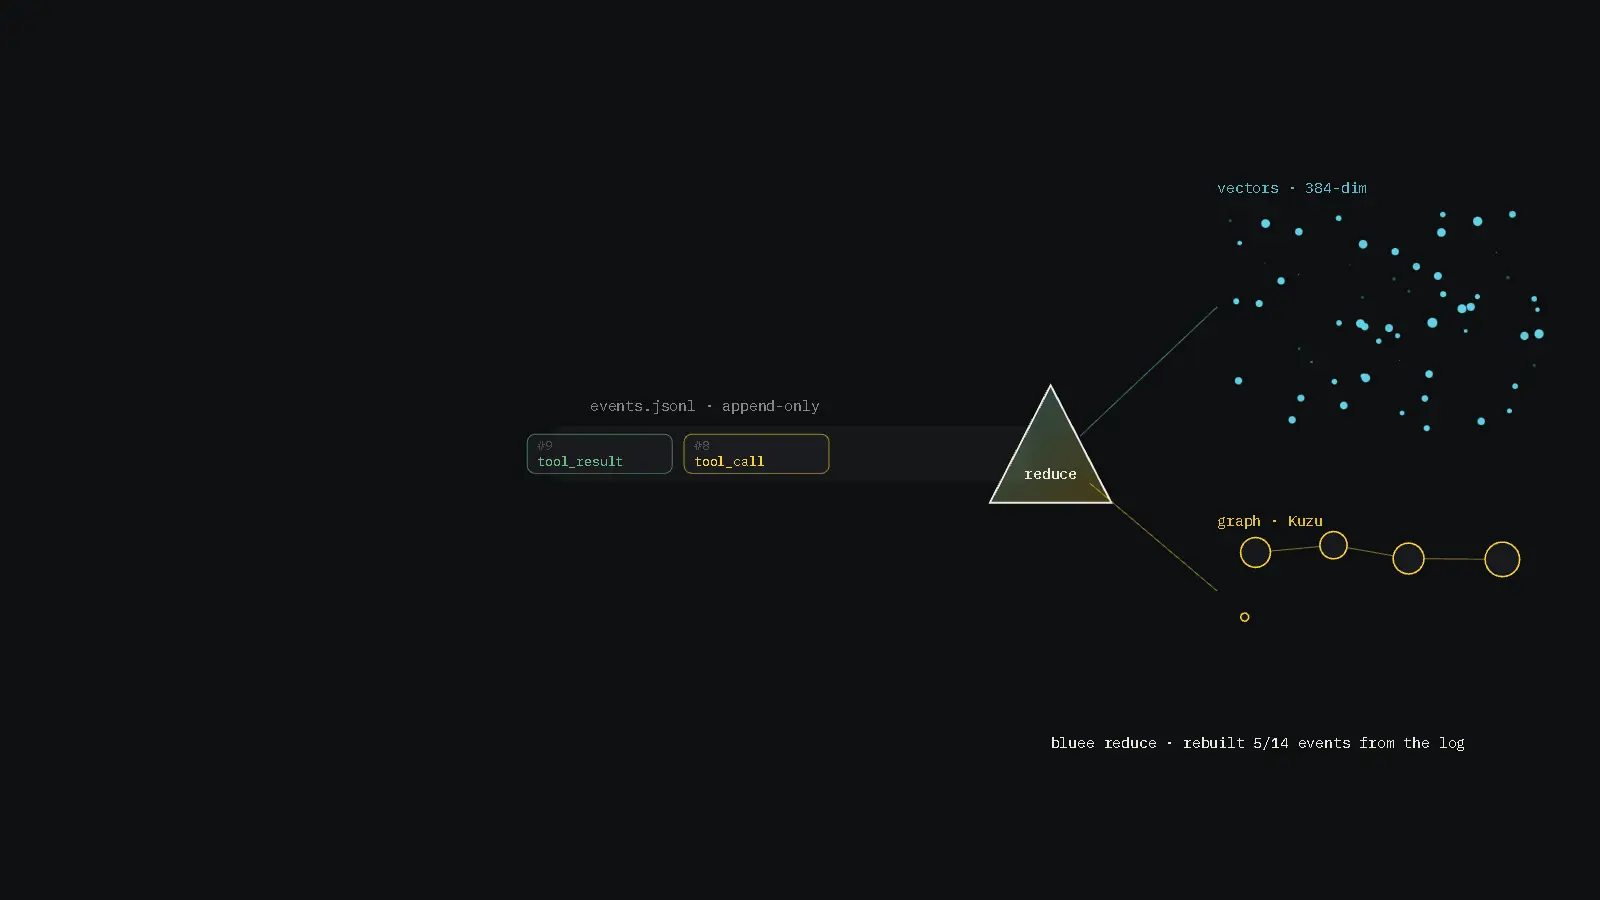 vectors · 384-dim
events.jsonl · append-only
#9
tool_result
#8
tool_call
reduce
graph · Kuzu
bluee reduce · rebuilt 5/14 events from the log